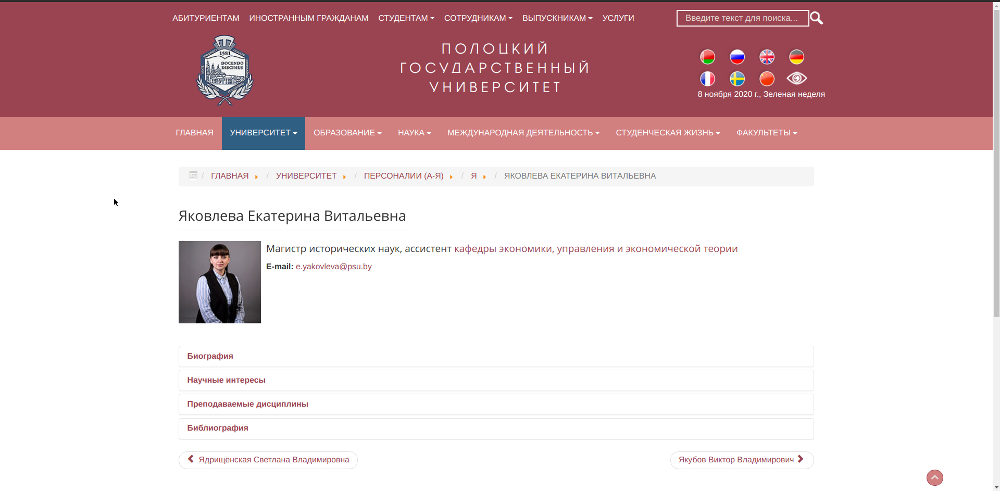 АБИТУРИЕНТАМ ИНОСТРАННЫМ ГРАЖДАНАМ СТУДЕНТАМ СОТРУДНИКАМ ВЫПУСКНИКАМ УСЛУГИ Введите текст для поиска...
1581
DOCENDO
DISCIMUS
ПОЛОЦКИЙ
ГОСУДАРСТВЕННЫЙ
УНИВЕРСИТЕТ
8 ноября 2020 г., Зеленая неделя
ГЛАВНАЯ УНИВЕРСИТЕТ ОБРАЗОВАНИЕ НАУКА МЕЖДУНАРОДНАЯ ДЕЯТЕЛЬНОСТЬ СТУДЕНЧЕСКАЯ ЖИЗНЬ ФАКУЛЬТЕТЫ
/ ГЛАВНАЯ / УНИВЕРСИТЕТ / ПЕРСОНАЛИИ (А-Я) / Я / ЯКОВЛЕВА ЕКАТЕРИНА ВИТАЛЬЕВНА
Яковлева Екатерина Витальевна
Магистр исторических наук, ассистент кафедры экономики, управления и экономической теории
E-mail: e.yakovleva@psu.by
Биография
Научные интересы
Преподаваемые дисциплины
Библиография
Ядрищенская Светлана Владимировна
Якубов Виктор Владимирович